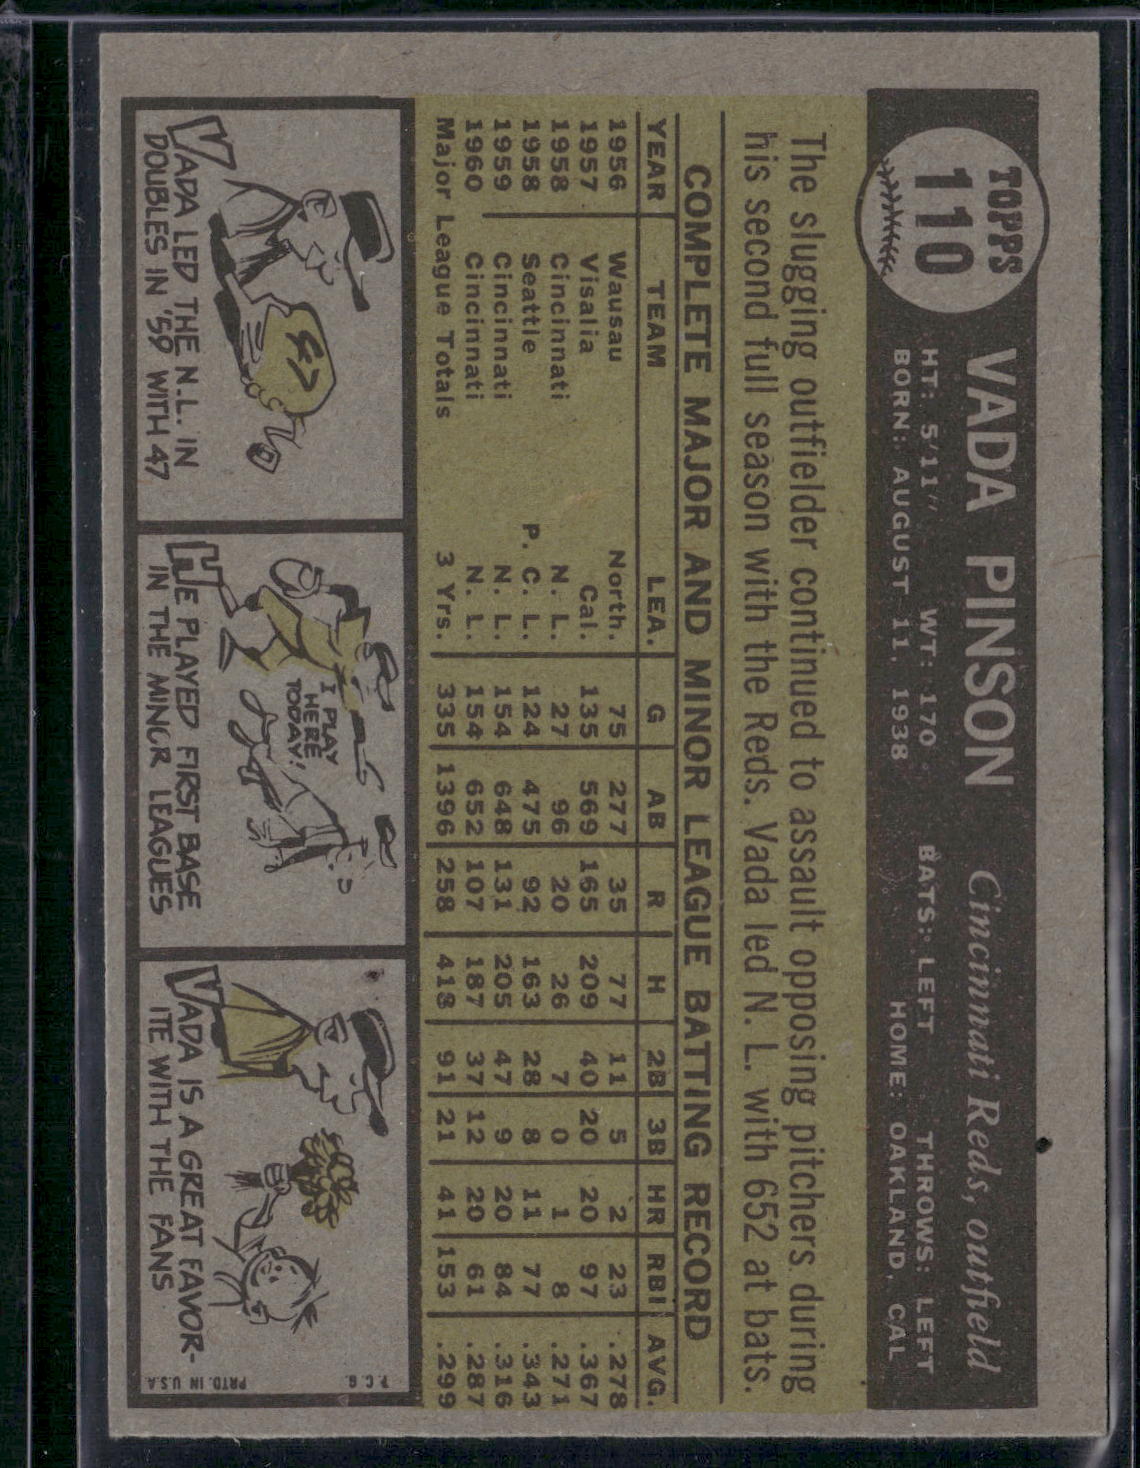 TOPPS
110
VADA PINSON Cincinnati Reds, outfield
HT: 5'11" WT: 170 BATS: LEFT THROWS: LEFT
BORN: AUGUST 11, 1938 HOME: OAKLAND, CAL
The slugging outfielder continued to assault opposing pitchers during
his second full season with the Reds. Vada led N. L. with 652 at bats.
COMPLETE MAJOR AND MINOR LEAGUE BATTING RECORD
YEAR TEAM LEA. G AB R H 2B 3B HR RBI AVG.
1956 Wausau North. 75 277 35 77 11 5 2 23 .278
1957 Visalia Cal. 135 569 165 209 40 20 20 97 .367
1958 Cincinnati N. L. 27 96 20 26 7 0 1 8 .271
1958 Seattle P. C. L. 124 475 92 163 28 8 11 77 .343
1959 Cincinnati N. L. 154 648 131 205 47 9 20 84 .316
1960 Cincinnati N. L. 154 652 107 187 37 12 20 61 .287
Major League Totals 3 Yrs. 335 1396 258 418 91 21 41 153 .299
VADA LED THE N.L. IN
DOUBLES IN '59 WITH 47
I PLAY
HERE
TODAY!
HE PLAYED FIRST BASE
IN THE MINOR LEAGUES
VADA IS A GREAT FAVOR-
ITE WITH THE FANS
T.C.G.
PRTD. IN U.S.A.